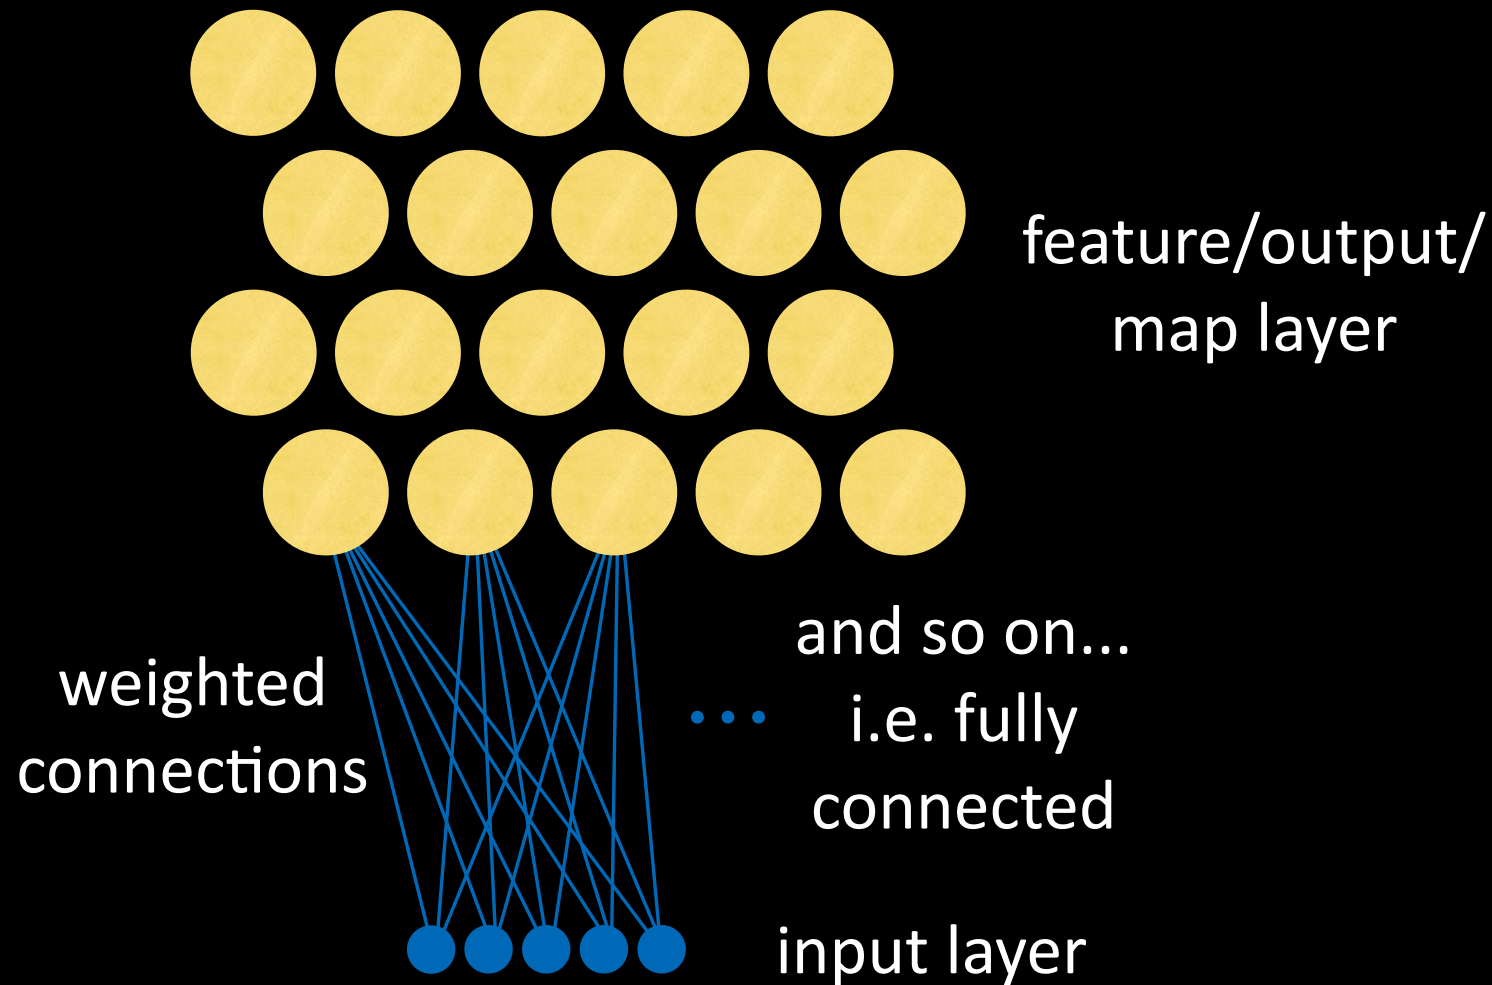 feature/output/
map layer
weighted
connections
and so on...
i.e. fully
connected
input layer